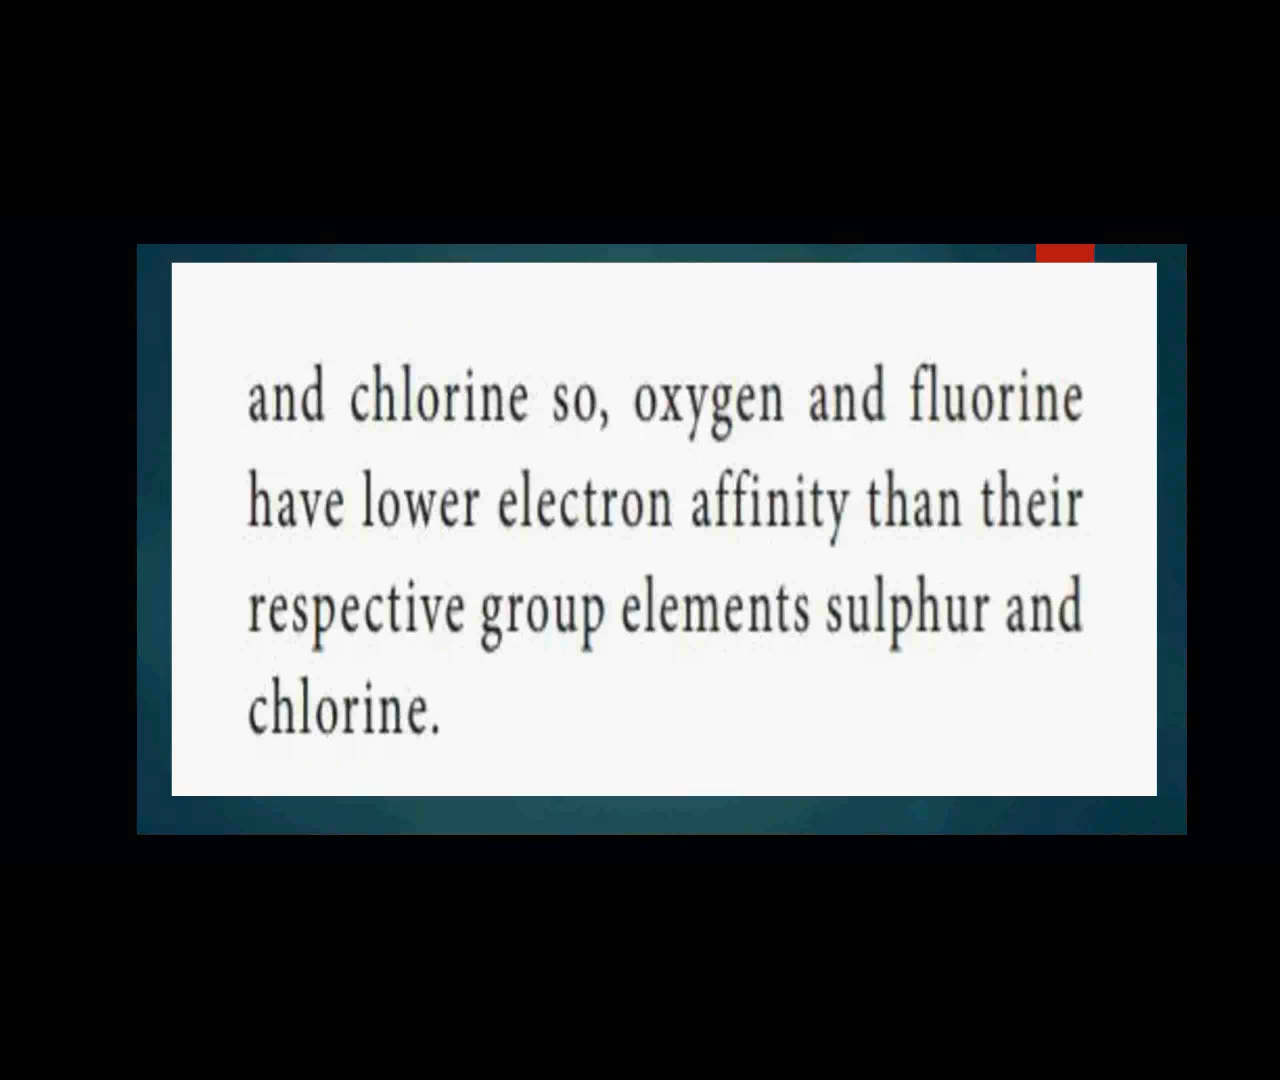 and chlorine so, oxygen and fluorine
have lower electron affinity than their
respective group elements sulphur and
chlorine.